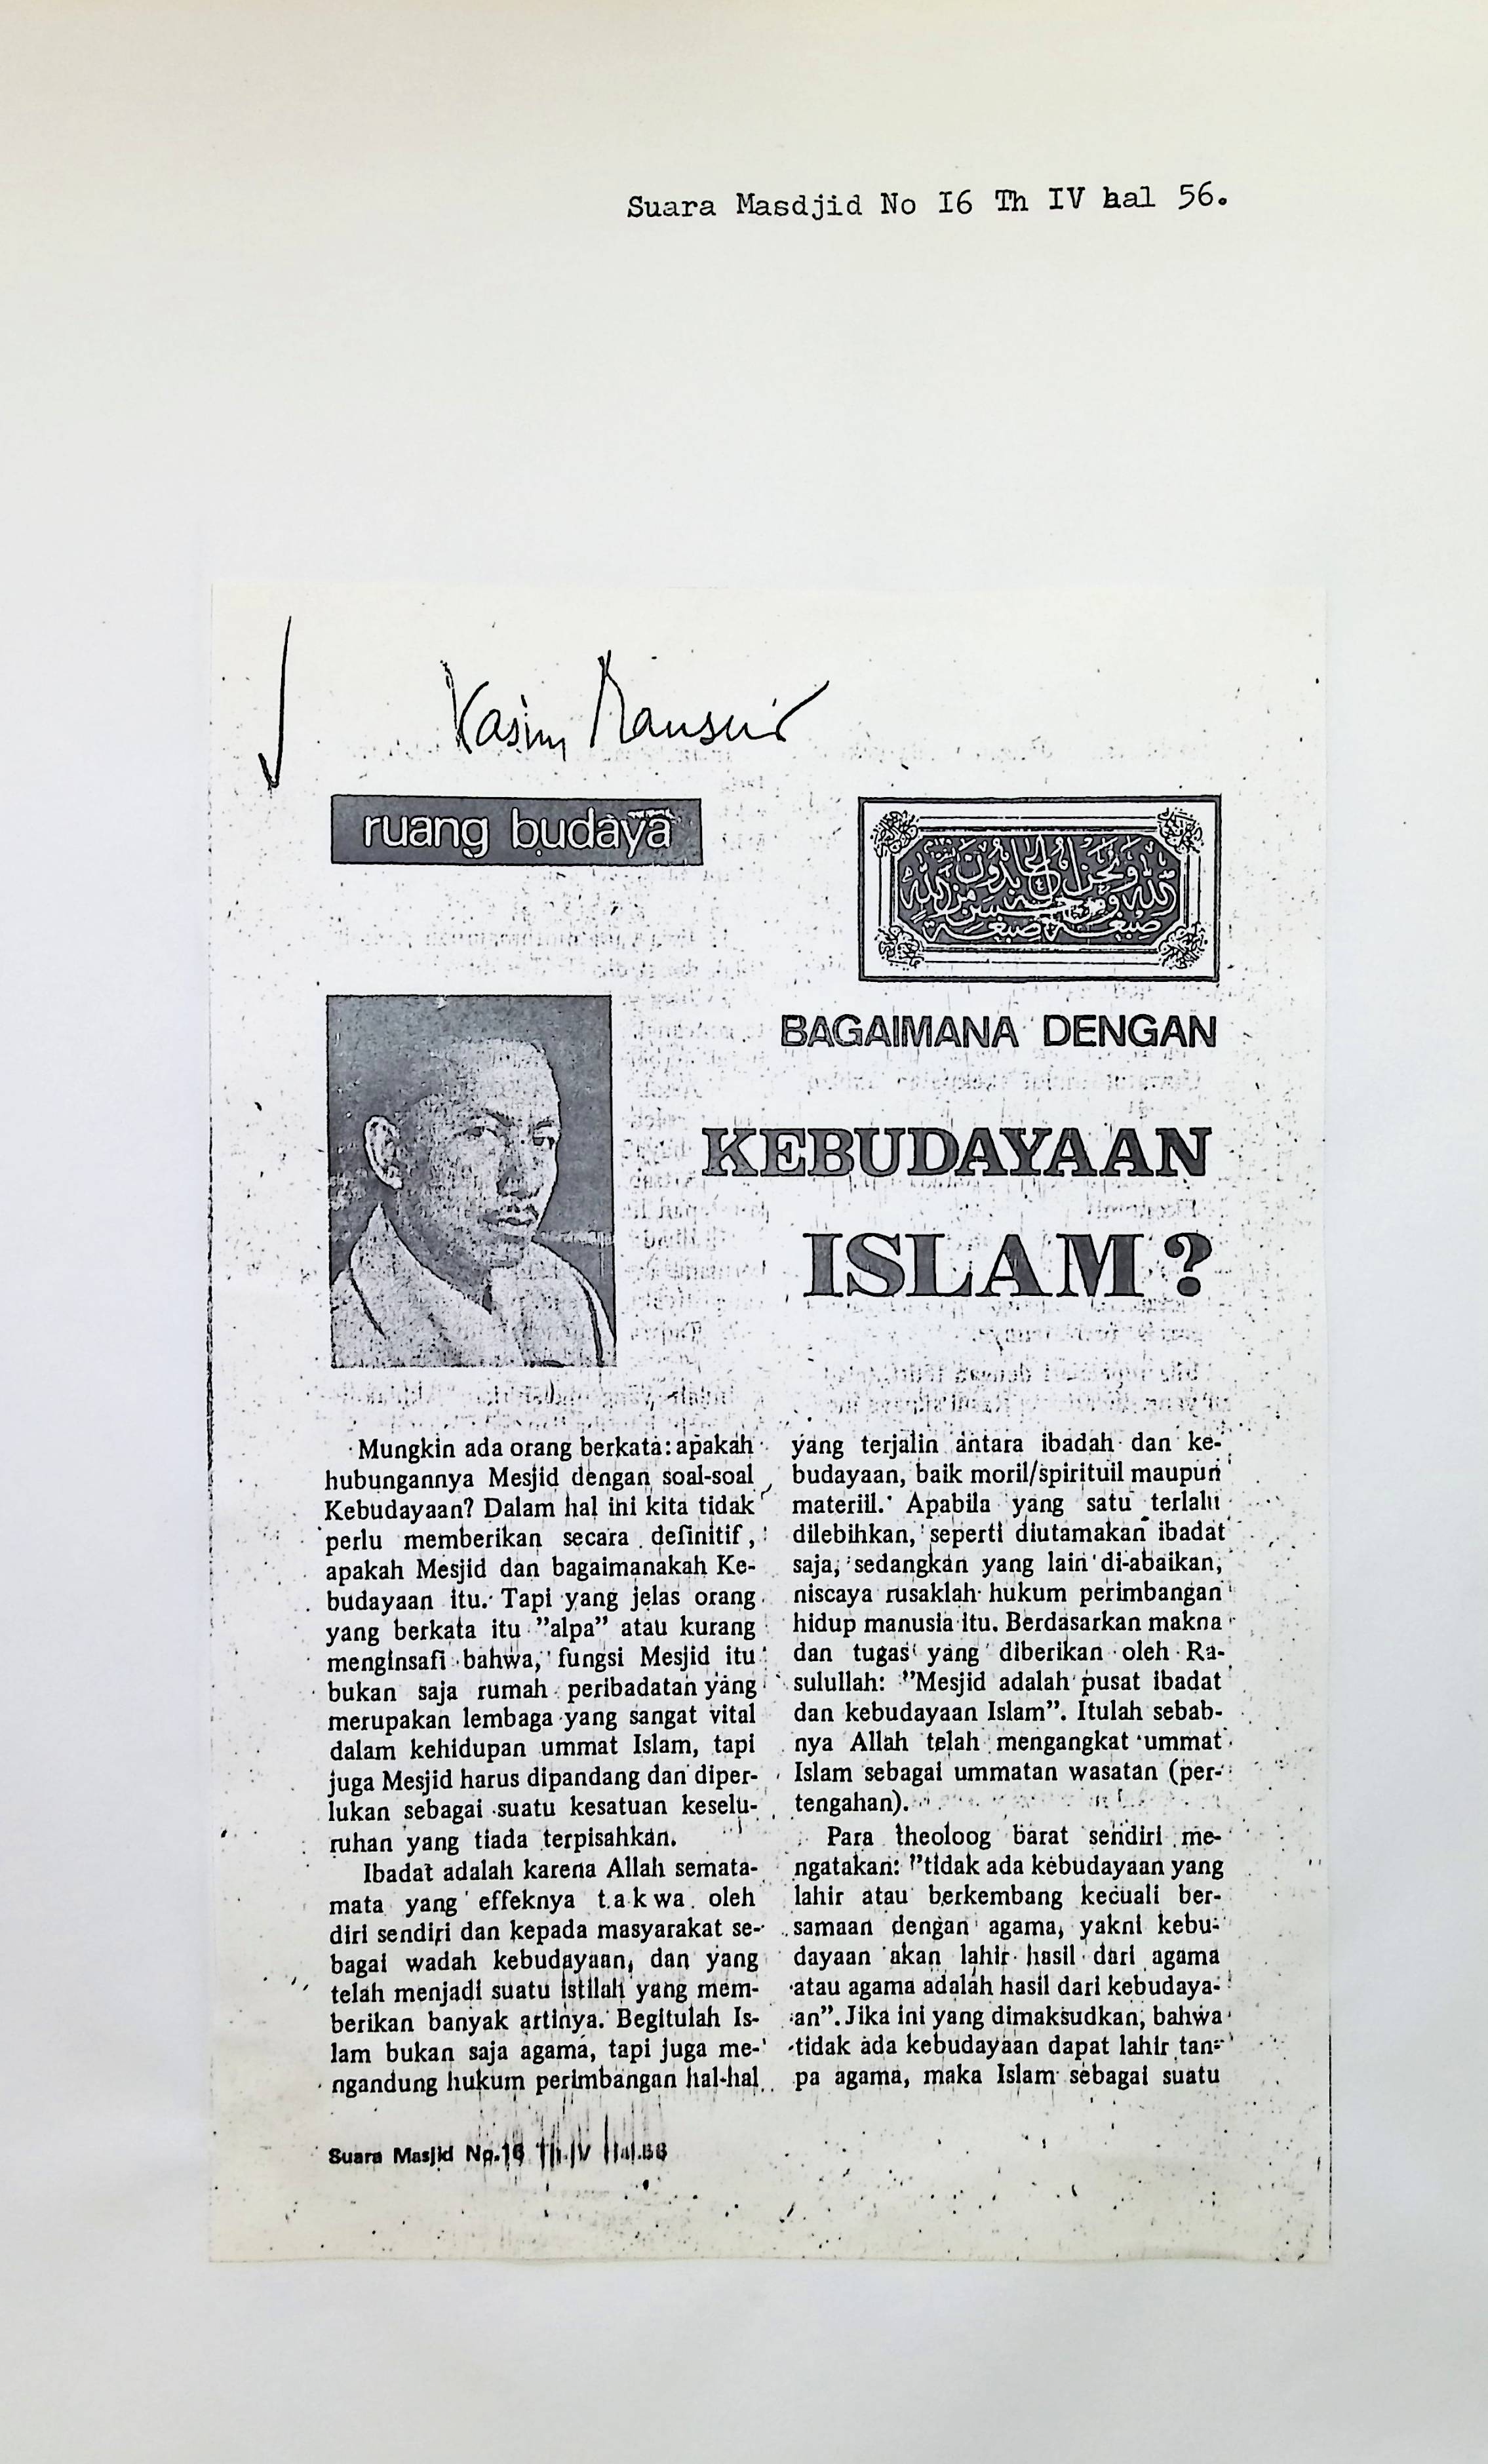 Suara Masdjid No I6 Th IV hal 56.
Kasim Mansur
ruang budaya
صبغة الله ومن أحسن من الله صبغة ونحن له عابدون
BAGAIMANA DENGAN
KEBUDAYAAN
ISLAM?
Mungkin ada orang berkata: apakah
hubungannya Mesjid dengan soal-soal
Kebudayaan? Dalam hal ini kita tidak
perlu memberikan secara definitif,
apakah Mesjid dan bagaimanakah Ke-
budayaan itu. Tapi yang jelas orang
yang berkata itu "alpa" atau kurang
menginsafi bahwa, fungsi Mesjid itu
bukan saja rumah peribadatan yang
merupakan lembaga yang sangat vital
dalam kehidupan ummat Islam, tapi
juga Mesjid harus dipandang dan diper-
lukan sebagai suatu kesatuan keselu-
ruhan yang tiada terpisahkan.
Ibadat adalah karena Allah semata-
mata yang effeknya takwa oleh
diri sendiri dan kepada masyarakat se-
bagai wadah kebudayaan, dan yang
telah menjadi suatu istilah yang mem-
berikan banyak artinya. Begitulah Is-
lam bukan saja agama, tapi juga me-
ngandung hukum perimbangan hal-hal
yang terjalin antara ibadah dan ke-
budayaan, baik moril/spirituil maupun
materiil. Apabila yang satu terlalu
dilebihkan, seperti diutamakan ibadat
saja, sedangkan yang lain di-abaikan,
niscaya rusaklah hukum perimbangan
hidup manusia itu. Berdasarkan makna
dan tugas yang diberikan oleh Ra-
sulullah: "Mesjid adalah pusat ibadat
dan kebudayaan Islam". Itulah sebab-
nya Allah telah mengangkat ummat
Islam sebagai ummatan wasatan (per-
tengahan).
Para theoloog barat sendiri me-
ngatakan: "tidak ada kebudayaan yang
lahir atau berkembang kecuali ber-
samaan dengan agama, yakni kebu-
dayaan akan lahir hasil dari agama
atau agama adalah hasil dari kebudaya-
an". Jika ini yang dimaksudkan, bahwa
tidak ada kebudayaan dapat lahir tan-
pa agama, maka Islam sebagai suatu
Suara Masjid No.16 Th.IV Hal.56